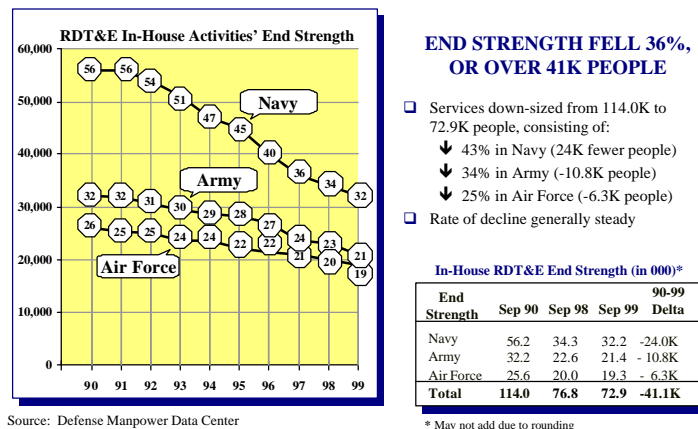 RDT&E In-House Activities' End Strength
60,000
50,000
40,000
30,000
20,000
10,000
0
56 56 54 51 47 45 40 36 34 32
Navy
32 32 31 30 29 28 27 24 23 21
Army
26 25 25 24 24 22 22 21 20 19
Air Force
90 91 92 93 94 95 96 97 98 99
Source: Defense Manpower Data Center
END STRENGTH FELL 36%,
OR OVER 41K PEOPLE
❑ Services down-sized from 114.0K to
72.9K people, consisting of:
🡻 43% in Navy (24K fewer people)
🡻 34% in Army (-10.8K people)
🡻 25% in Air Force (-6.3K people)
❑ Rate of decline generally steady
In-House RDT&E End Strength (in 000)*
End Strength Sep 90 Sep 98 Sep 99 90-99 Delta
Navy 56.2 34.3 32.2 -24.0K
Army 32.2 22.6 21.4 - 10.8K
Air Force 25.6 20.0 19.3 - 6.3K
Total 114.0 76.8 72.9 -41.1K
* May not add due to rounding